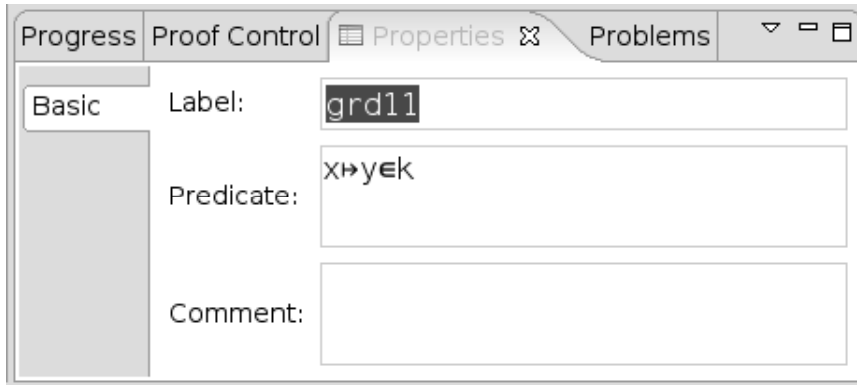 Progress Proof Control Properties Problems
Basic
Label: grd11
Predicate: x↦y∈k
Comment: